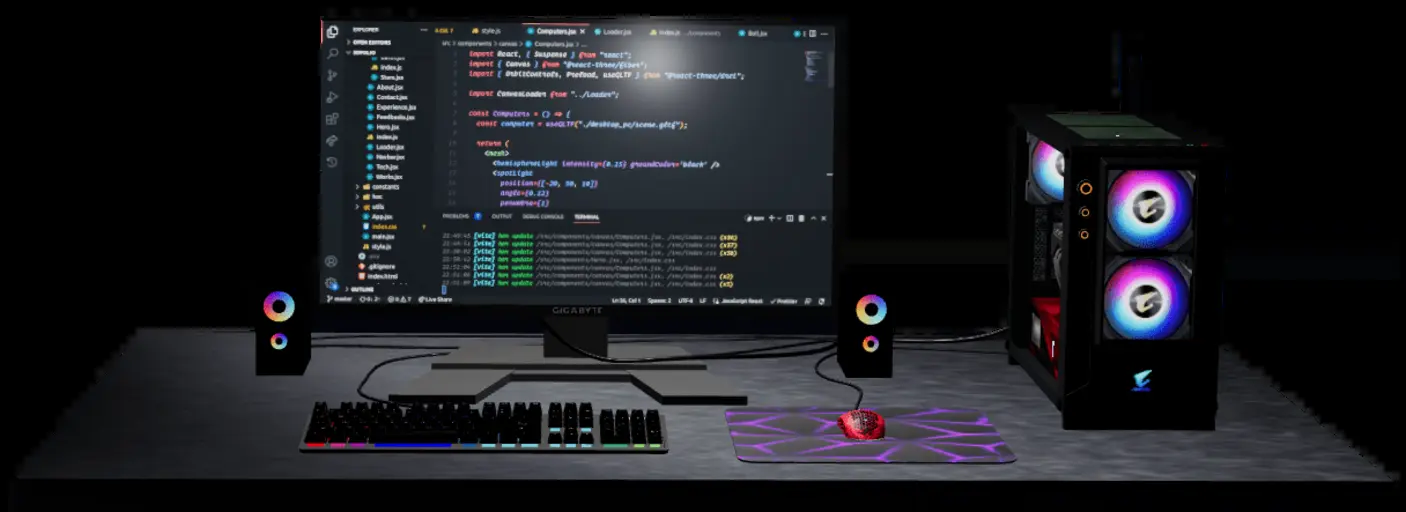 EXPLORER
OPEN EDITORS
index.js
Share.jsx
About.jsx
Contact.jsx
Experience.jsx
Feedbacks.jsx
Hero.jsx
index.js
Loader.jsx
Navbar.jsx
Tech.jsx
Works.jsx
constants
hoc
utils
App.jsx
index.css
main.jsx
style.js
.gitignore
index.html
OUTLINE
style.js
Computers.jsx
Loader.jsx
index.js .../components
Ball.jsx
src > components > canvas > Computers.jsx > ...
import React, { Suspense } from "react";
import { Canvas } from "@react-three/fiber";
import { OrbitControls, Preload, useGLTF } from "@react-three/drei";
import CanvasLoader from "../Loader";
const Computers = () => {
const computer = useGLTF("./desktop_pc/scene.gltf");
return (
<mesh>
<hemisphereLight intensity={0.15} groundColor='black' />
<spotLight
position={[-20, 50, 10]}
angle={0.12}
penumbra={1}
PROBLEMS
OUTPUT
DEBUG CONSOLE
TERMINAL
[vite] hmr update /src/components/canvas/Computers.jsx, /src/index.css
[vite] hmr update /src/components/canvas/Computers.jsx, /src/index.css
[vite] hmr update /src/components/canvas/Computers.jsx, /src/index.css
[vite] hmr update /src/components/Hero.jsx, /src/index.css
[vite] hmr update /src/components/canvas/Computers.jsx, /src/index.css
[vite] hmr update /src/components/canvas/Computers.jsx, /src/index.css (x2)
[vite] hmr update /src/components/canvas/Computers.jsx, /src/index.css
master
Live Share
Spaces: 2
UTF-8
LF
JavaScript React
Prettier
GIGABYTE